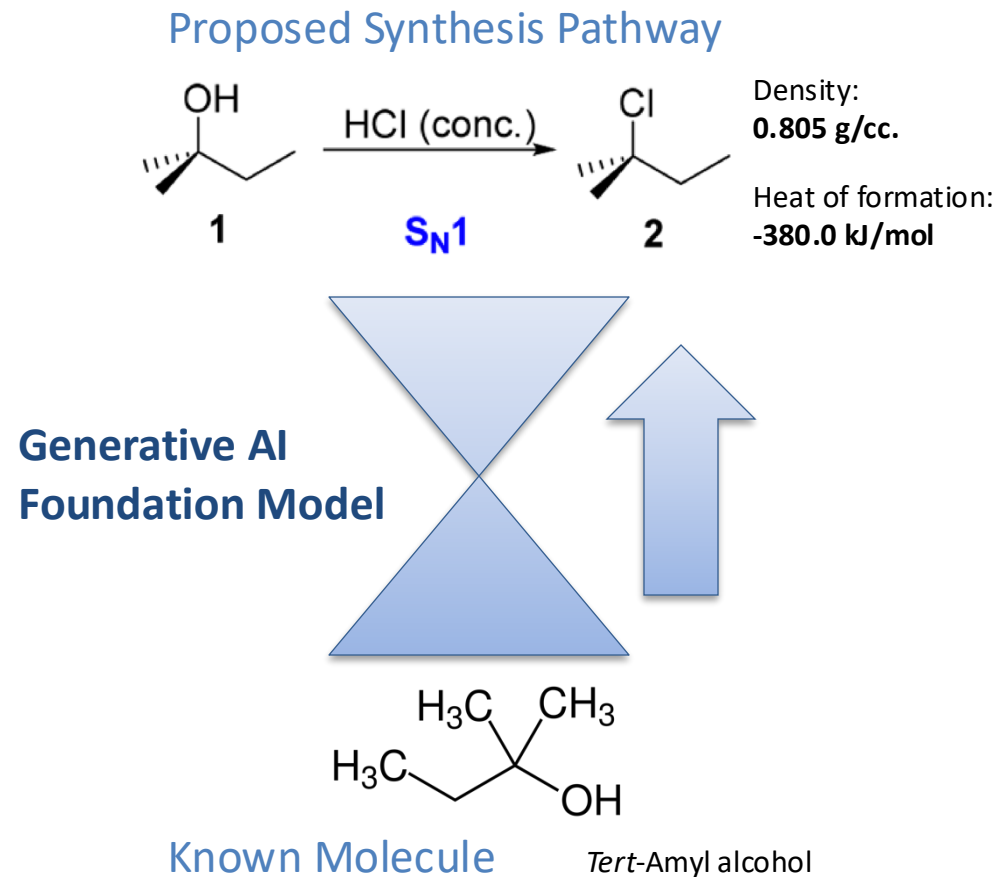 Proposed Synthesis Pathway
OH
HCl (conc.)
Cl
1
SN1
2
Density:
0.805 g/cc.
Heat of formation:
-380.0 kJ/mol
Generative AI
Foundation Model
H3C
CH3
H3C
OH
Known Molecule
Tert-Amyl alcohol